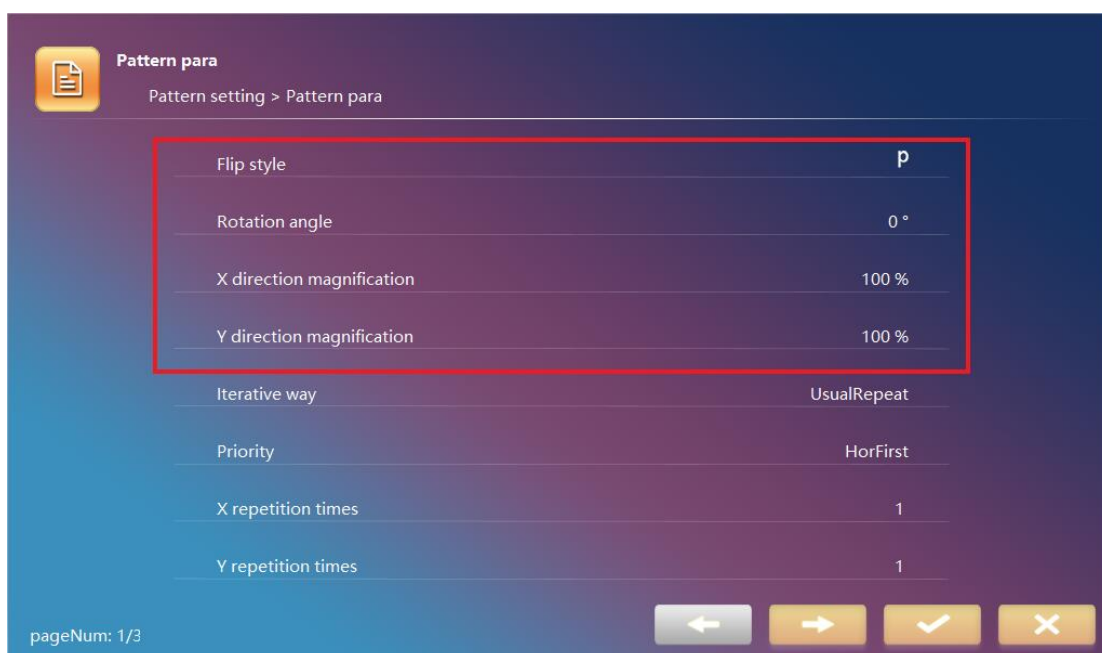 Pattern para
Pattern setting > Pattern para
Flip style p
Rotation angle 0 °
X direction magnification 100 %
Y direction magnification 100 %
Iterative way UsualRepeat
Priority HorFirst
X repetition times 1
Y repetition times 1
pageNum: 1/3